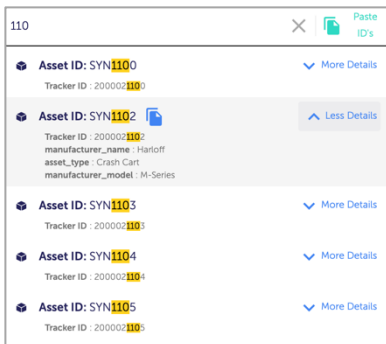 110
Paste
ID's
Asset ID: SYN1100
More Details
Tracker ID : 2000021100
Asset ID: SYN1102
Less Details
Tracker ID : 2000021102
manufacturer_name : Harloff
asset_type : Crash Cart
manufacturer_model : M-Series
Asset ID: SYN1103
More Details
Tracker ID : 2000021103
Asset ID: SYN1104
More Details
Tracker ID : 2000021104
Asset ID: SYN1105
More Details
Tracker ID : 2000021105